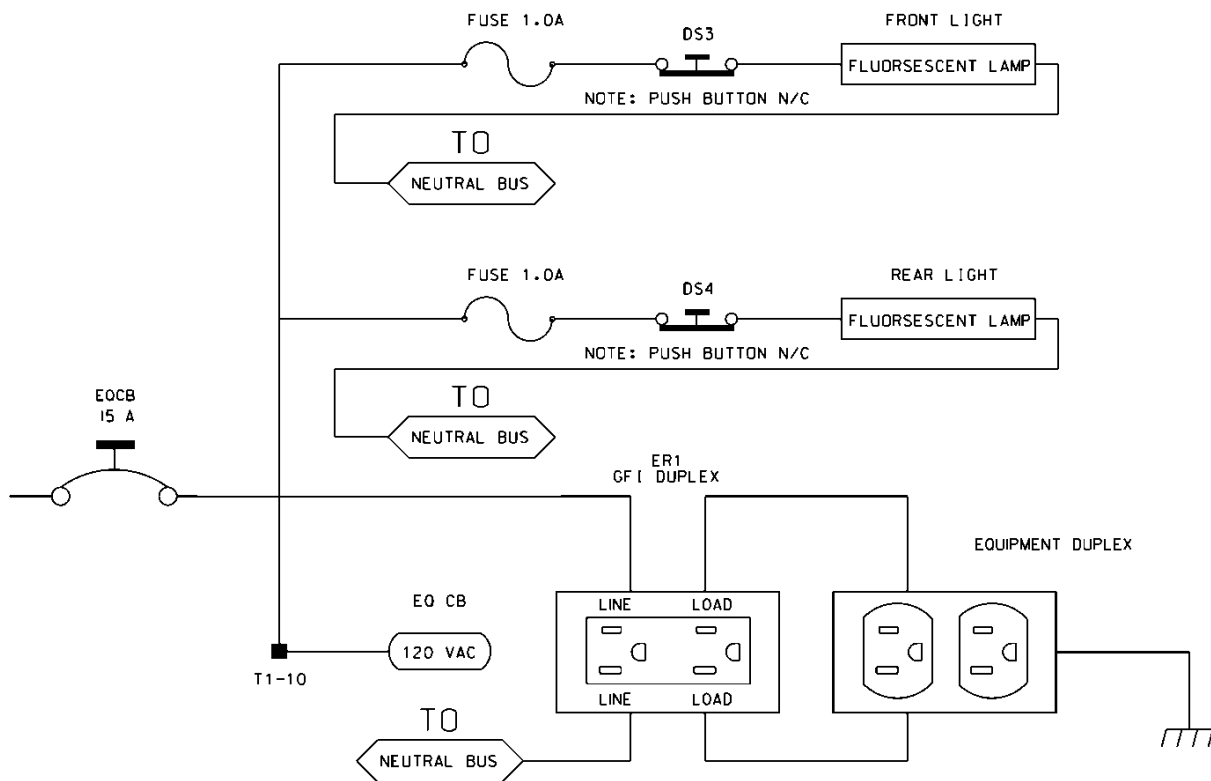 FUSE 1.0A
DS3
FRONT LIGHT
FLUORSESCENT LAMP
NOTE: PUSH BUTTON N/C
TO
NEUTRAL BUS
FUSE 1.0A
DS4
REAR LIGHT
FLUORSESCENT LAMP
NOTE: PUSH BUTTON N/C
TO
NEUTRAL BUS
EQCB
15 A
ER1
GFI DUPLEX
EQUIPMENT DUPLEX
EQ CB
120 VAC
T1-10
LINE LOAD
LINE LOAD
TO
NEUTRAL BUS